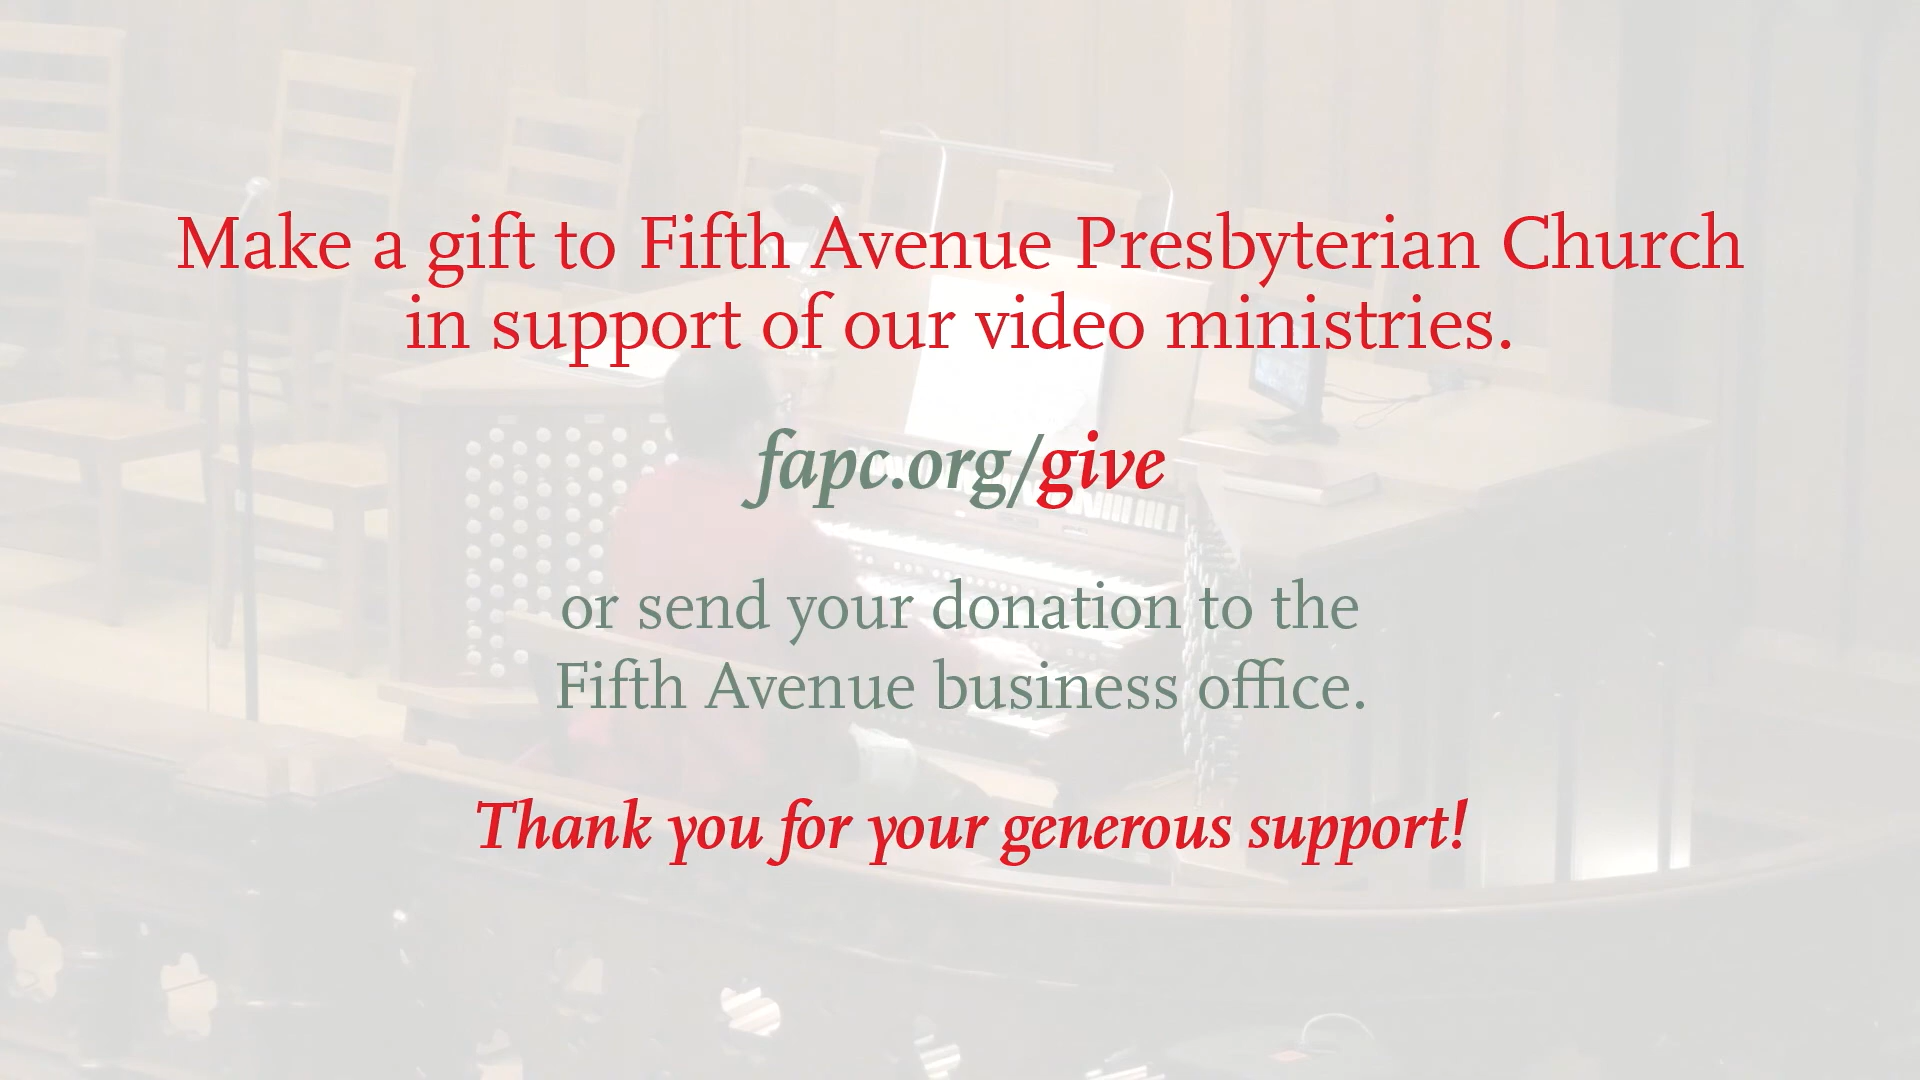 Make a gift to Fifth Avenue Presbyterian Church
in support of our video ministries.
fapc.org/give
or send your donation to the
Fifth Avenue business office.
Thank you for your generous support!